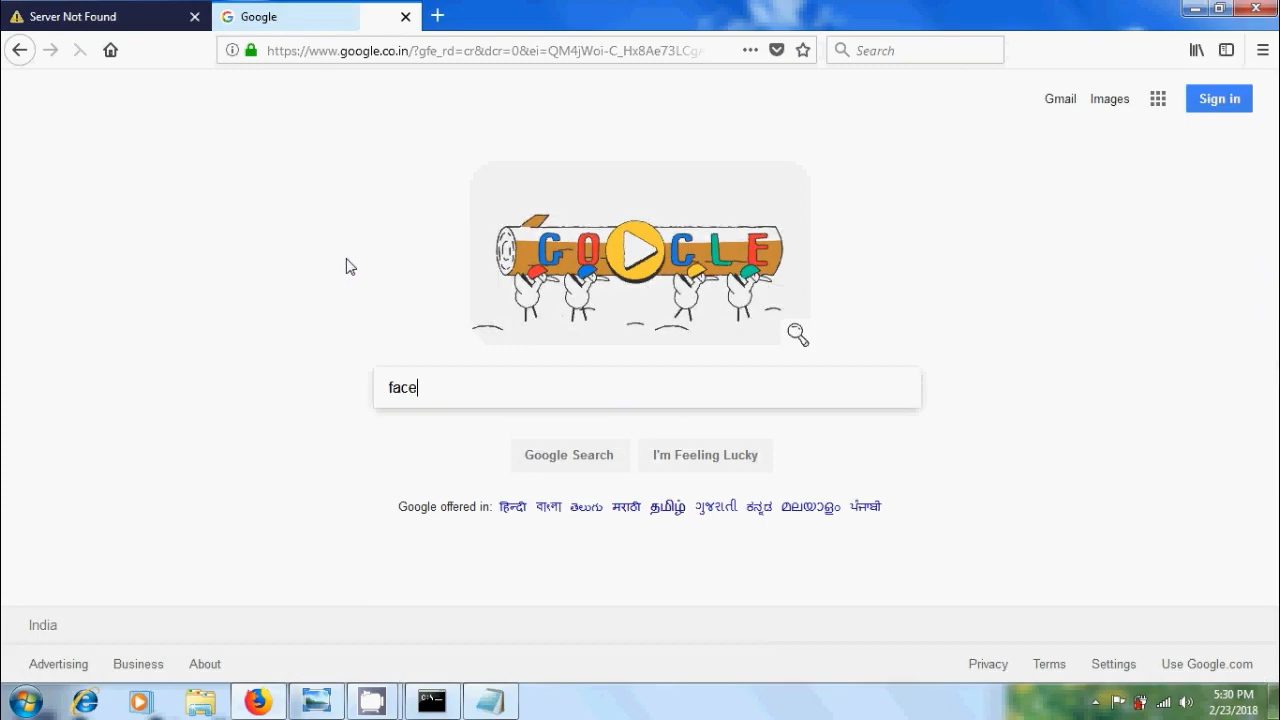 Server Not Found
Google
https://www.google.co.in/?gfe_rd=cr&dcr=0&ei=QM4jWoi-C_Hx8Ae73LCgA
Search
Gmail Images Sign in
GOOGLE
face
Google Search I'm Feeling Lucky
Google offered in: हिन्दी বাংলা తెలుగు मराठी தமிழ் ગુજરાતી ಕನ್ನಡ മലയാളം ਪੰਜਾਬੀ
India
Advertising Business About Privacy Terms Settings Use Google.com
C:\.
5:30 PM
2/23/2018